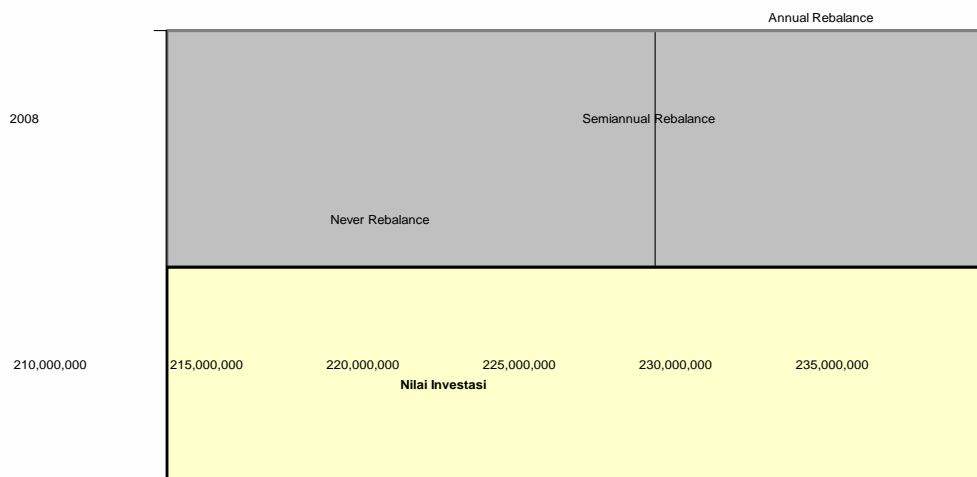 Annual Rebalance
2008
Semiannual Rebalance
Never Rebalance
210,000,000 215,000,000 220,000,000 225,000,000 230,000,000 235,000,000
Nilai Investasi